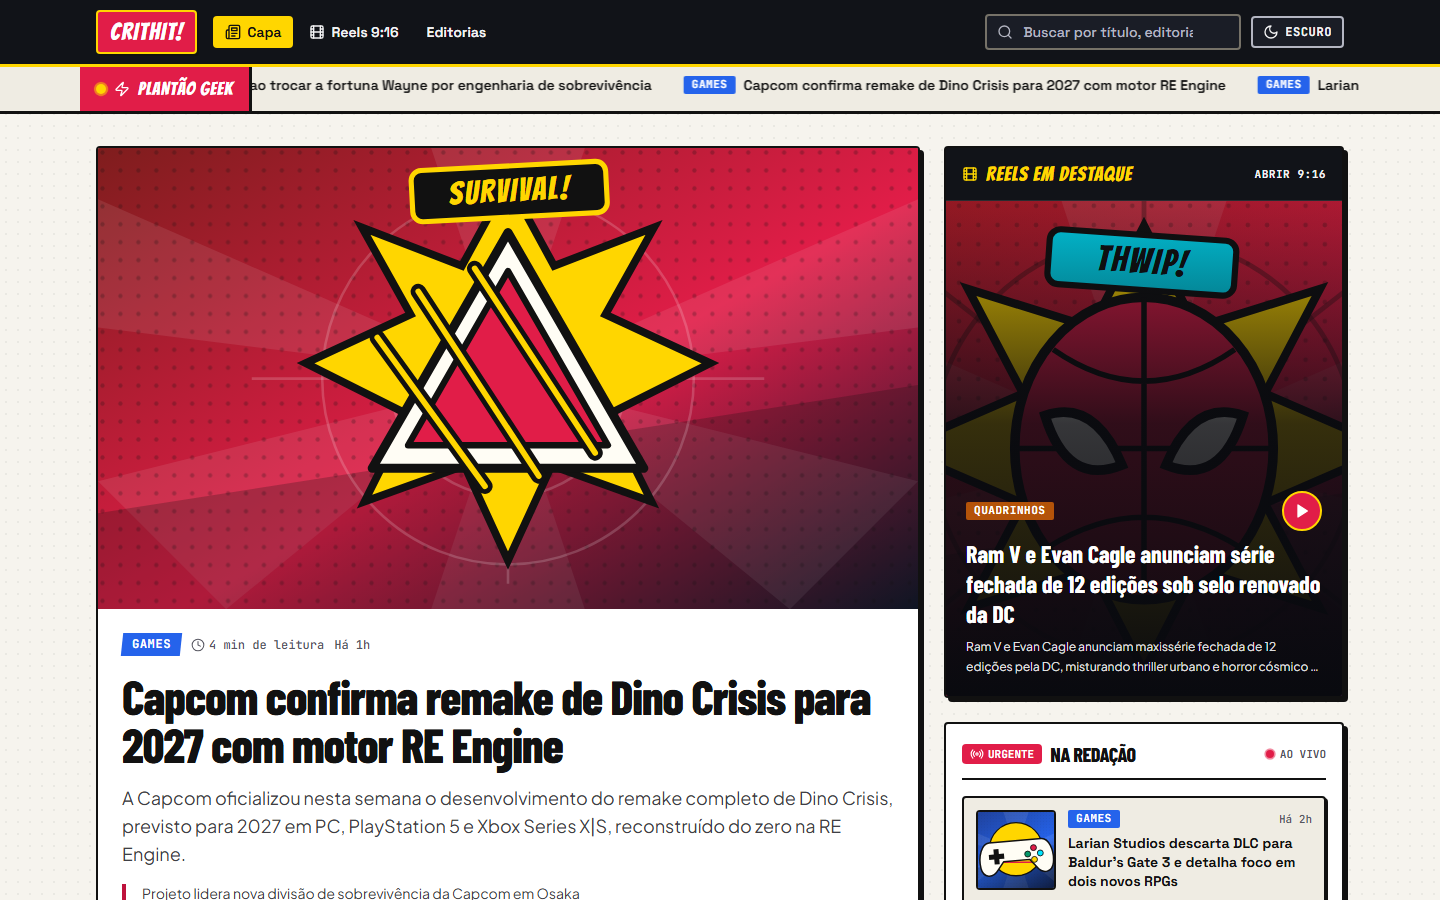 CRITHIT!
Capa
Reels 9:16
Editorias
Buscar por título, editoria
ESCURO
PLANTÃO GEEK
ao trocar a fortuna Wayne por engenharia de sobrevivência
GAMES Capcom confirma remake de Dino Crisis para 2027 com motor RE Engine
GAMES Larian
SURVIVAL!
GAMES 4 min de leitura Há 1h
Capcom confirma remake de Dino Crisis para
2027 com motor RE Engine
A Capcom oficializou nesta semana o desenvolvimento do remake completo de Dino Crisis,
previsto para 2027 em PC, PlayStation 5 e Xbox Series X|S, reconstruído do zero na RE
Engine.
Projeto lidera nova divisão de sobrevivência da Capcom em Osaka
REELS EM DESTAQUE
ABRIR 9:16
THWIP!
QUADRINHOS
Ram V e Evan Cagle anunciam série
fechada de 12 edições sob selo renovado
da DC
Ram V e Evan Cagle anunciam maxissérie fechada de 12
edições pela DC, misturando thriller urbano e horror cósmico ...
URGENTE NA REDAÇÃO
AO VIVO
GAMES Há 2h
Larian Studios descarta DLC para
Baldur's Gate 3 e detalha foco em
dois novos RPGs